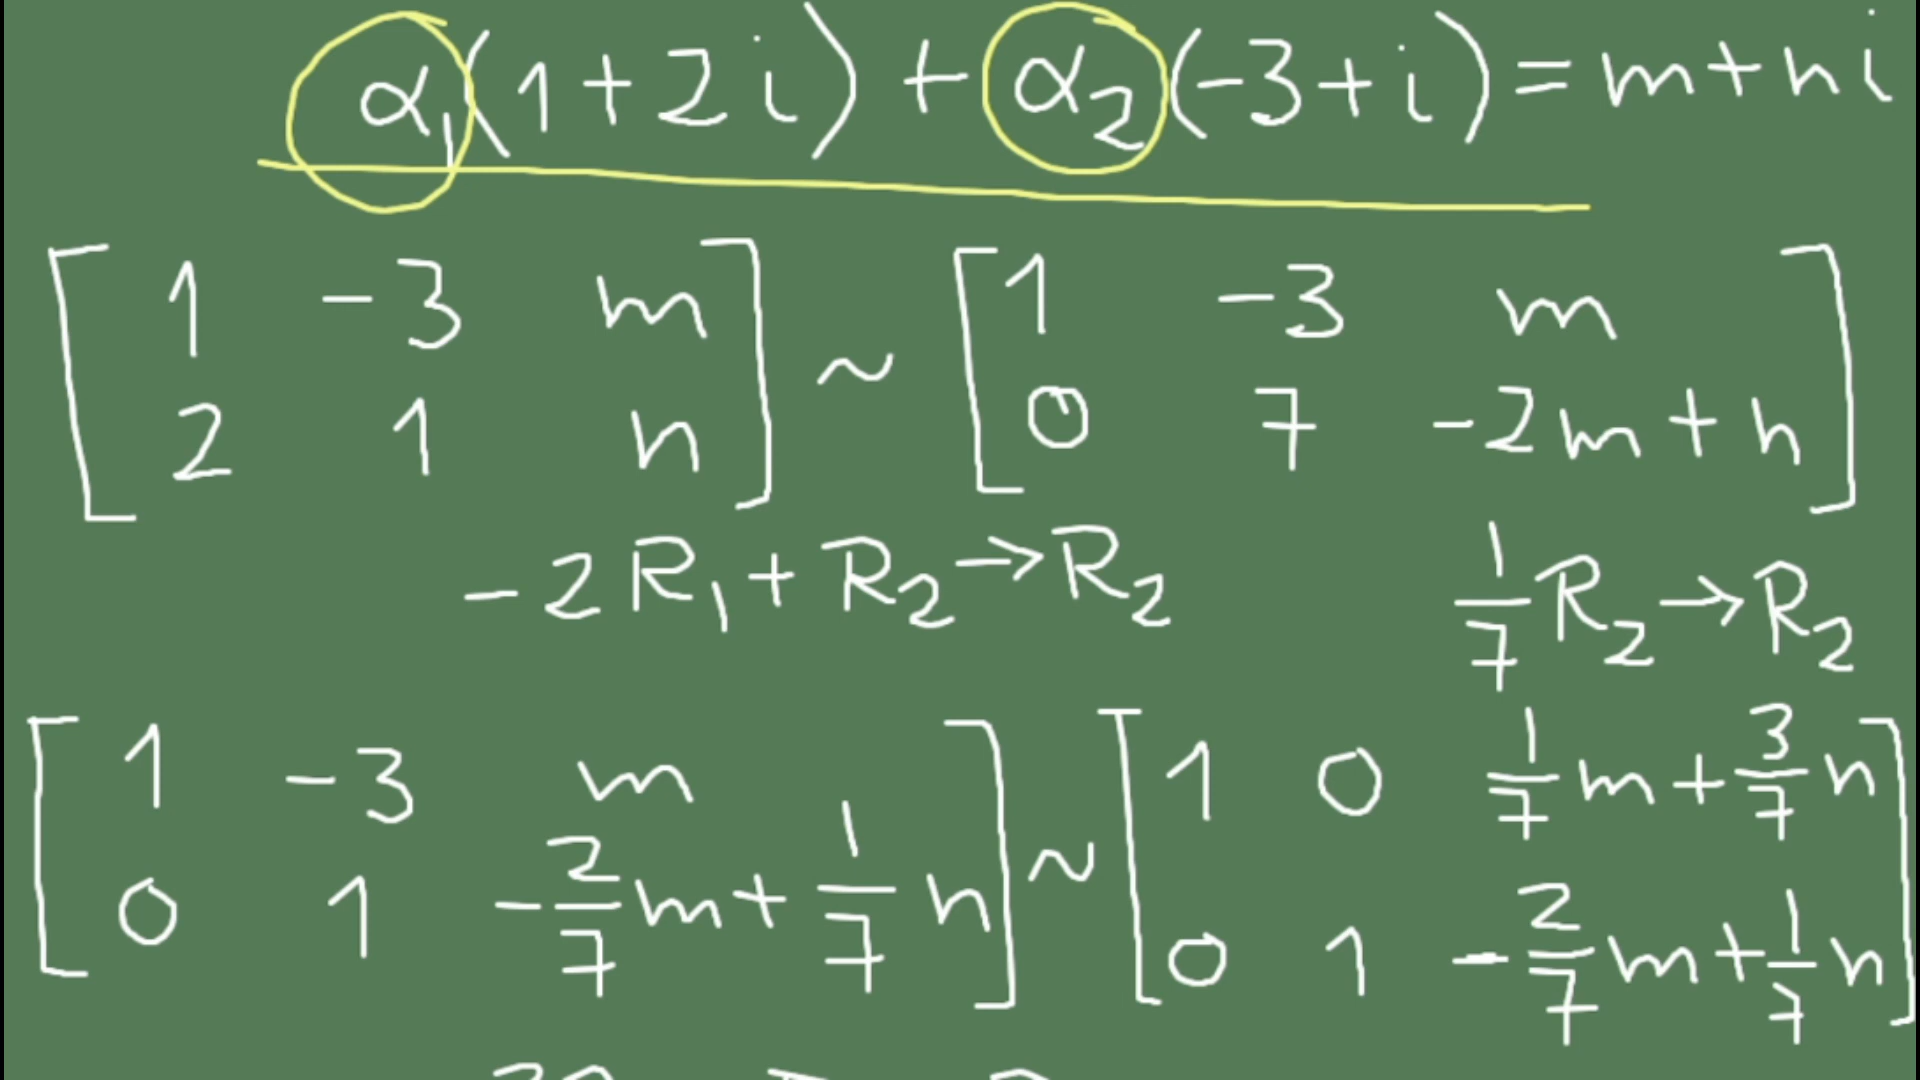 α₁(1+2i) + α₂(-3+i) = m+ni
[1 -3 m] ~ [1 -3 m]
[2 1 n] [0 7 -2m+n]
-2R₁+R₂→R₂ 1/7 R₂→R₂
[1 -3 m] ~ [1 0 1/7 m + 3/7 n]
[0 1 -2/7 m + 1/7 n] [0 1 -2/7 m + 1/7 n]